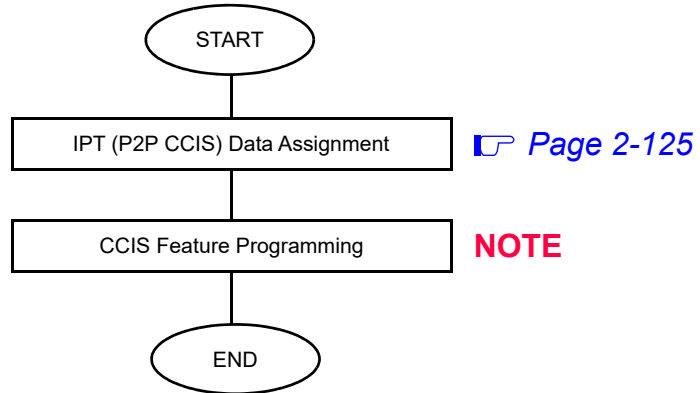 START
IPT (P2P CCIS) Data Assignment
Page 2-125
CCIS Feature Programming
NOTE
END